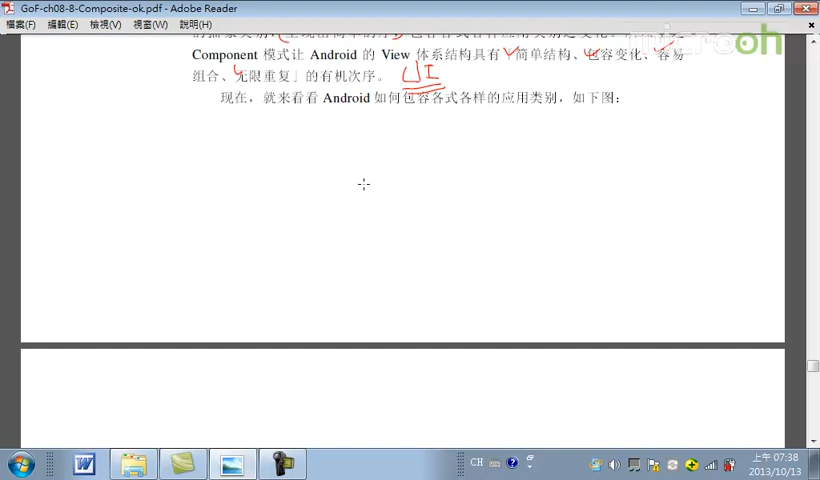 GoF-ch08-8-Composite-ok.pdf - Adobe Reader
檔案(F) 編輯(E) 檢視(V) 視窗(W) 說明(H)
microoh
Component 模式让 Android 的 View 体系结构具有「简单结构、包容变化、容易
组合、无限重复」的有机次序。 UI
现在，就来看看 Android 如何包容各式各样的应用类别，如下图：
CH
上午 07:38
2013/10/13